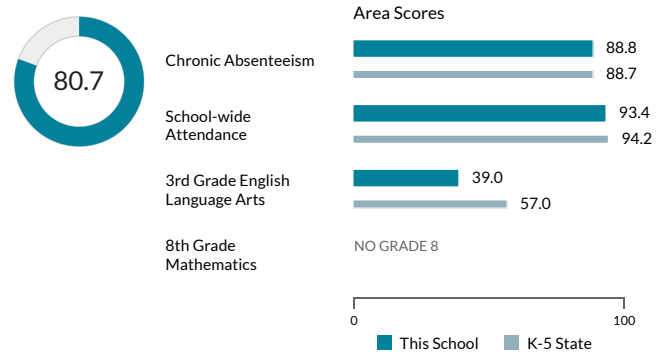 80.7
Area Scores
Chronic Absenteeism
88.8
88.7
School-wide
Attendance
93.4
94.2
3rd Grade English
Language Arts
39.0
57.0
8th Grade
Mathematics
NO GRADE 8
0
100
This School
K-5 State